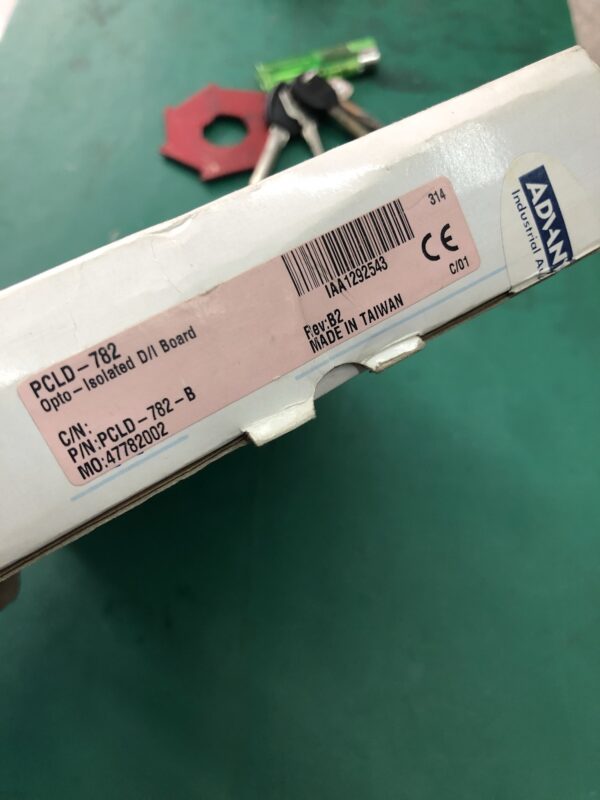 PCLD-782
Opto-Isolated D/I Board
C/N:
P/N:PCLD-782-B
MO:47782002
IAA1292543
Rev:B2
MADE IN TAIWAN
314
CE
C/01
ADVAN
Industrial Au